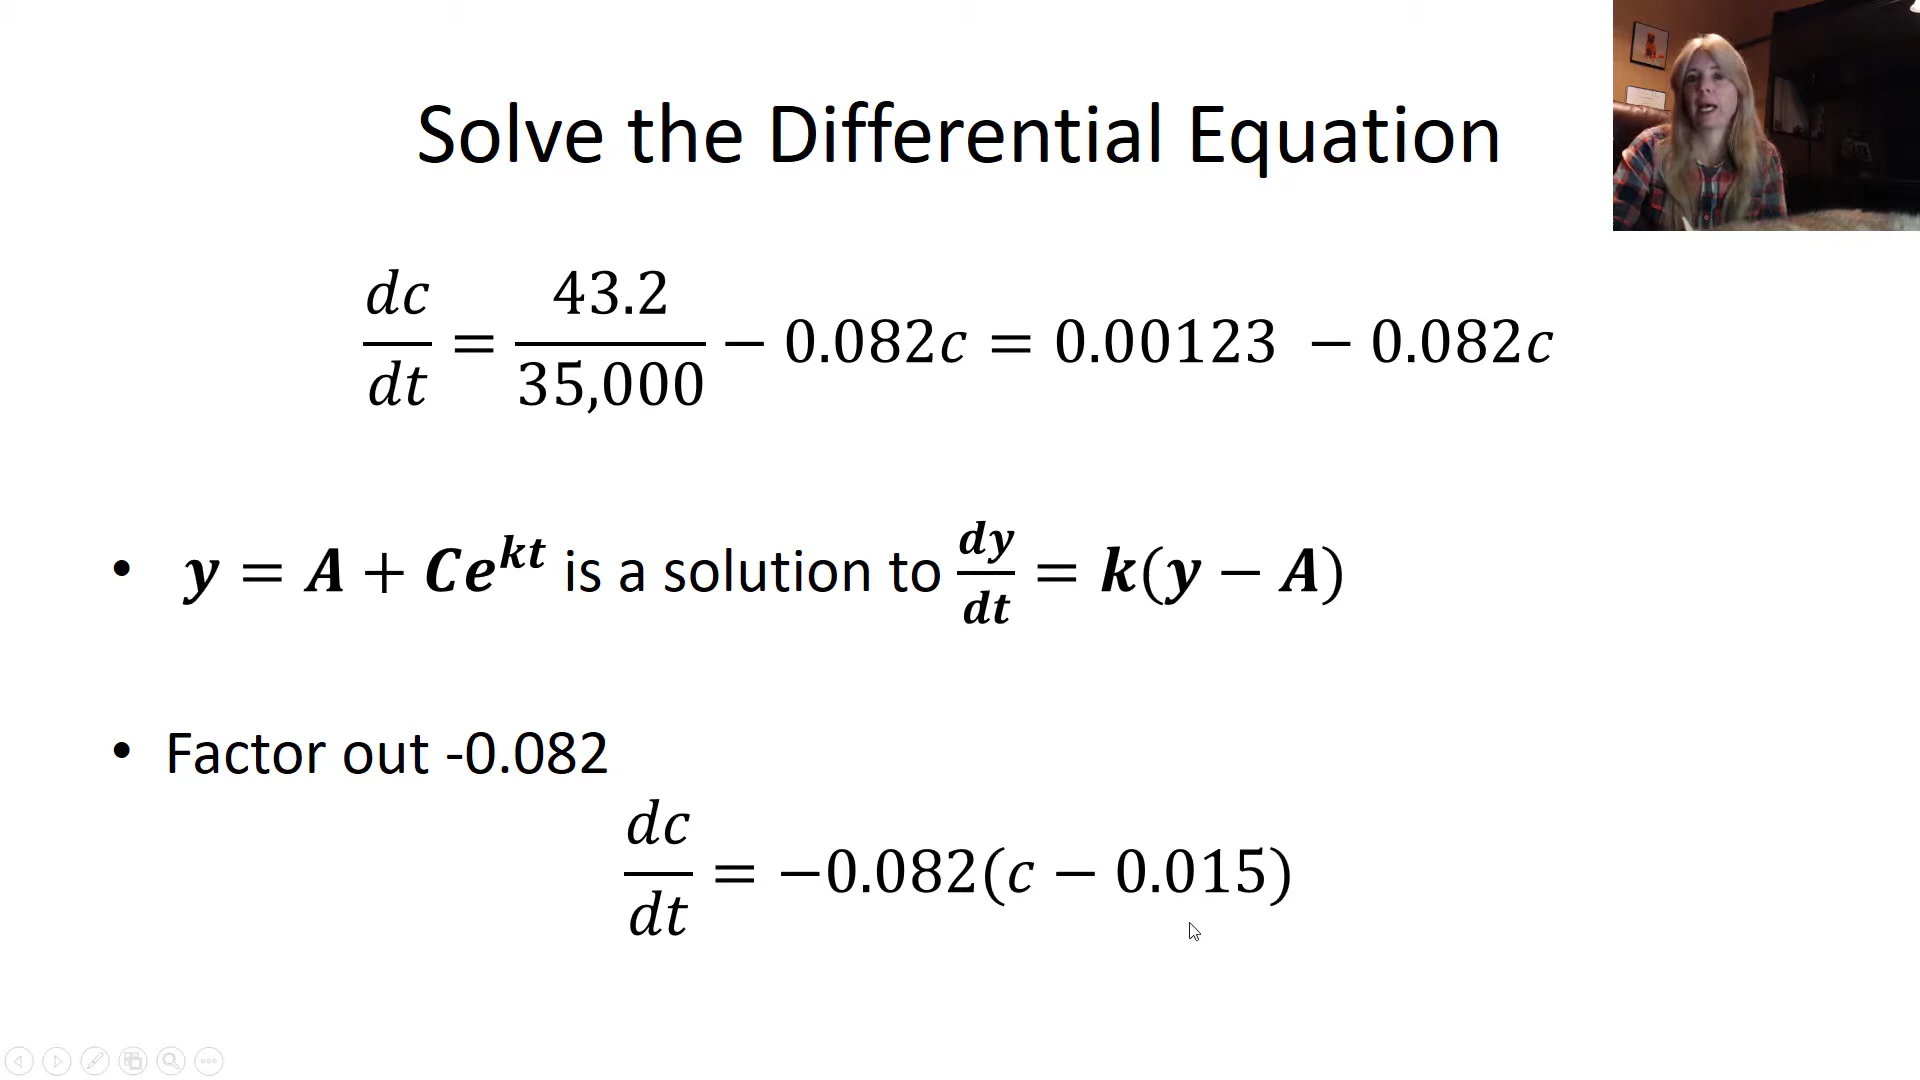 Solve the Differential Equation
dc/dt = 43.2/35,000 − 0.082c = 0.00123 − 0.082c
• y = A + Ce^kt is a solution to dy/dt = k(y − A)
• Factor out -0.082
dc/dt = −0.082(c − 0.015)